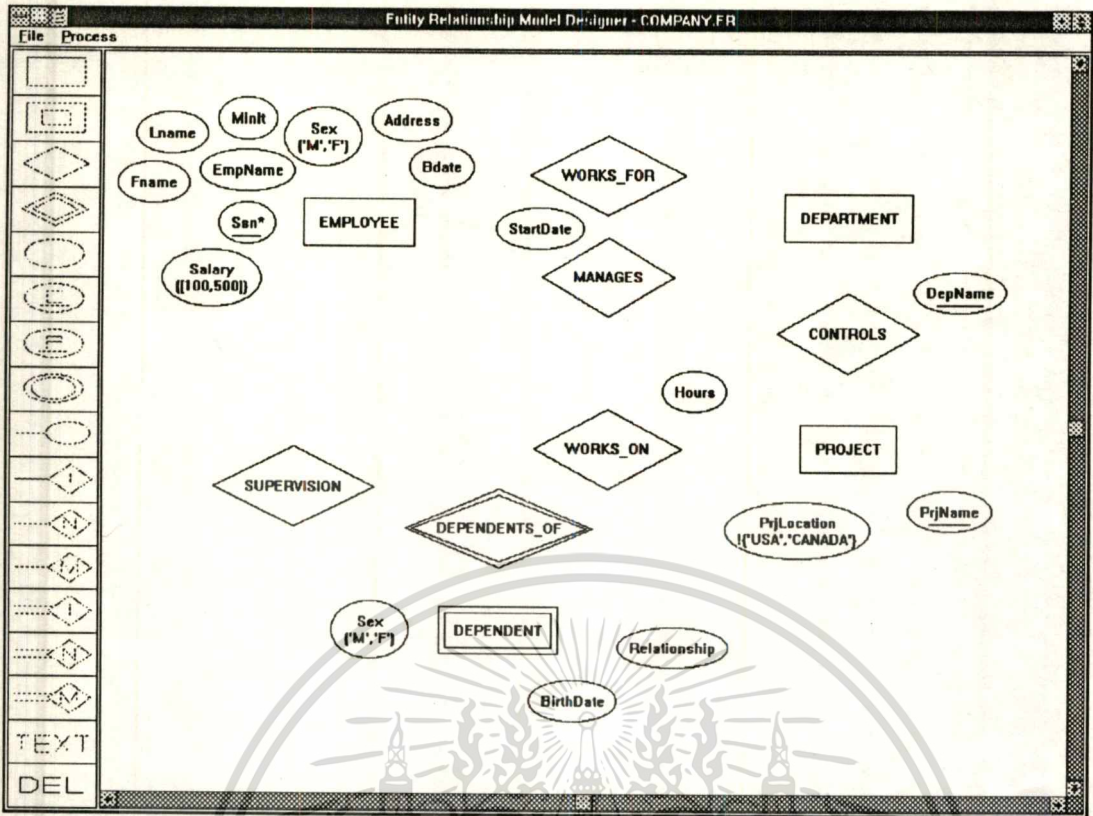 Entity Relationship Model Designer - COMPANY.ER
File Process
Lname
MInit
Sex
{'M','F'}
Address
Fname
EmpName
Bdate
WORKS_FOR
Ssn*
EMPLOYEE
StartDate
DEPARTMENT
Salary
{[100,500]}
MANAGES
DepName
CONTROLS
Hours
WORKS_ON
PROJECT
SUPERVISION
DEPENDENTS_OF
PrjLocation
!{'USA','CANADA'}
PrjName
Sex
{'M','F'}
DEPENDENT
Relationship
BirthDate
C
P
1
N
M
1
N
M
TEXT
DEL